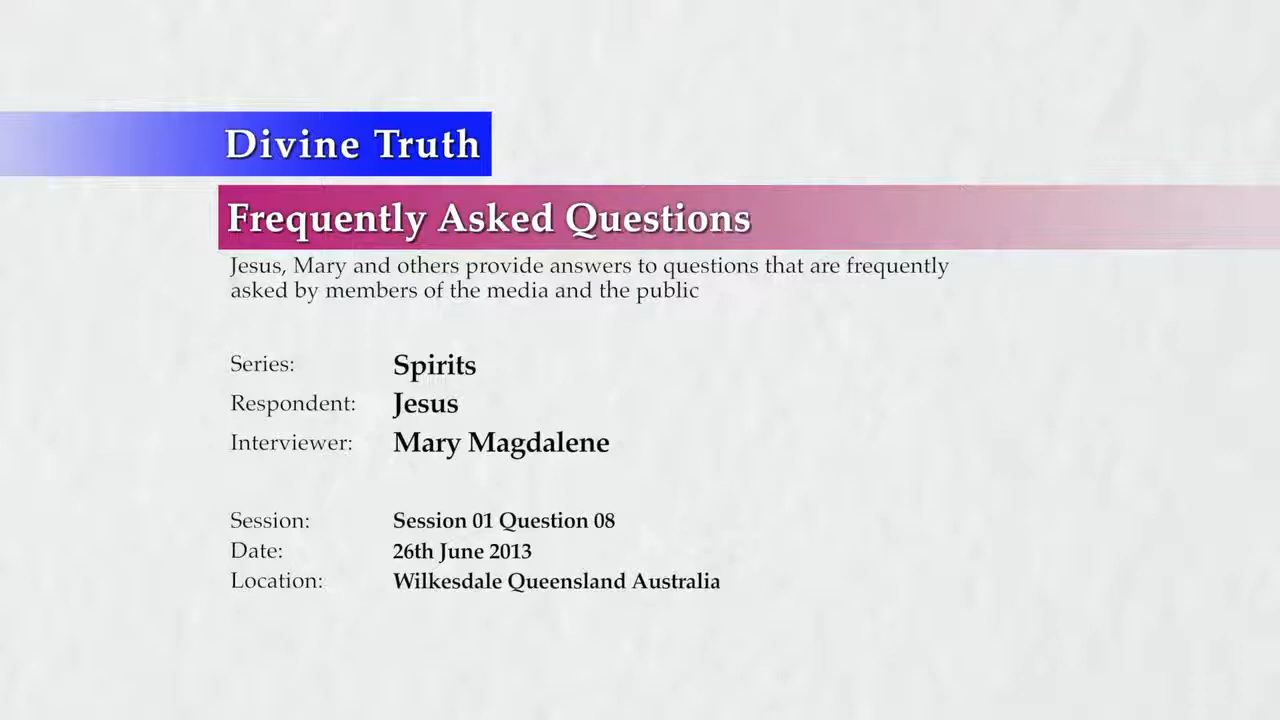 Divine Truth
Frequently Asked Questions
Jesus, Mary and others provide answers to questions that are frequently
asked by members of the media and the public
Series: Spirits
Respondent: Jesus
Interviewer: Mary Magdalene
Session: Session 01 Question 08
Date: 26th June 2013
Location: Wilkesdale Queensland Australia